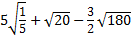 5√(1/5) + √20 − 3/2 √180